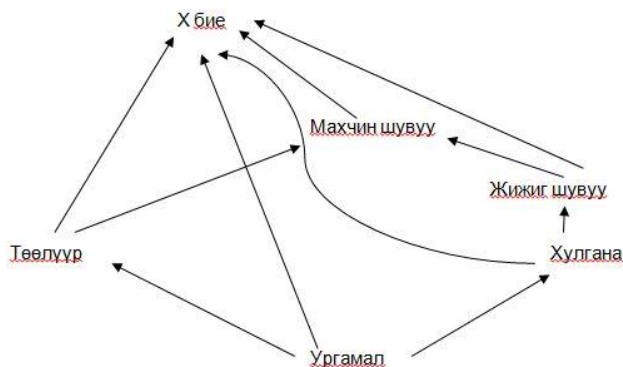 Х бие
Махчин шувуу
Жижиг шувуу
Төөлүүр
Хулгана
Ургамал